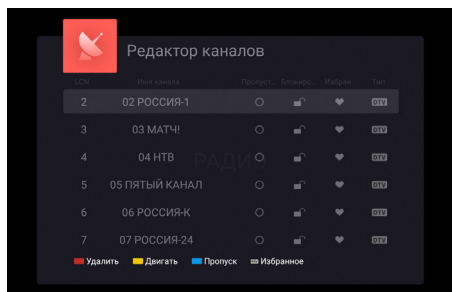 Редактор каналов
LCN Имя канала Пропуст... Блокиро... Избран Тип
2 02 РОССИЯ-1 DTV
3 03 МАТЧ! DTV
4 04 НТВ DTV
РАДИО
5 05 ПЯТЫЙ КАНАЛ DTV
6 06 РОССИЯ-К DTV
7 07 РОССИЯ-24 DTV
Удалить Двигать Пропуск Избранное